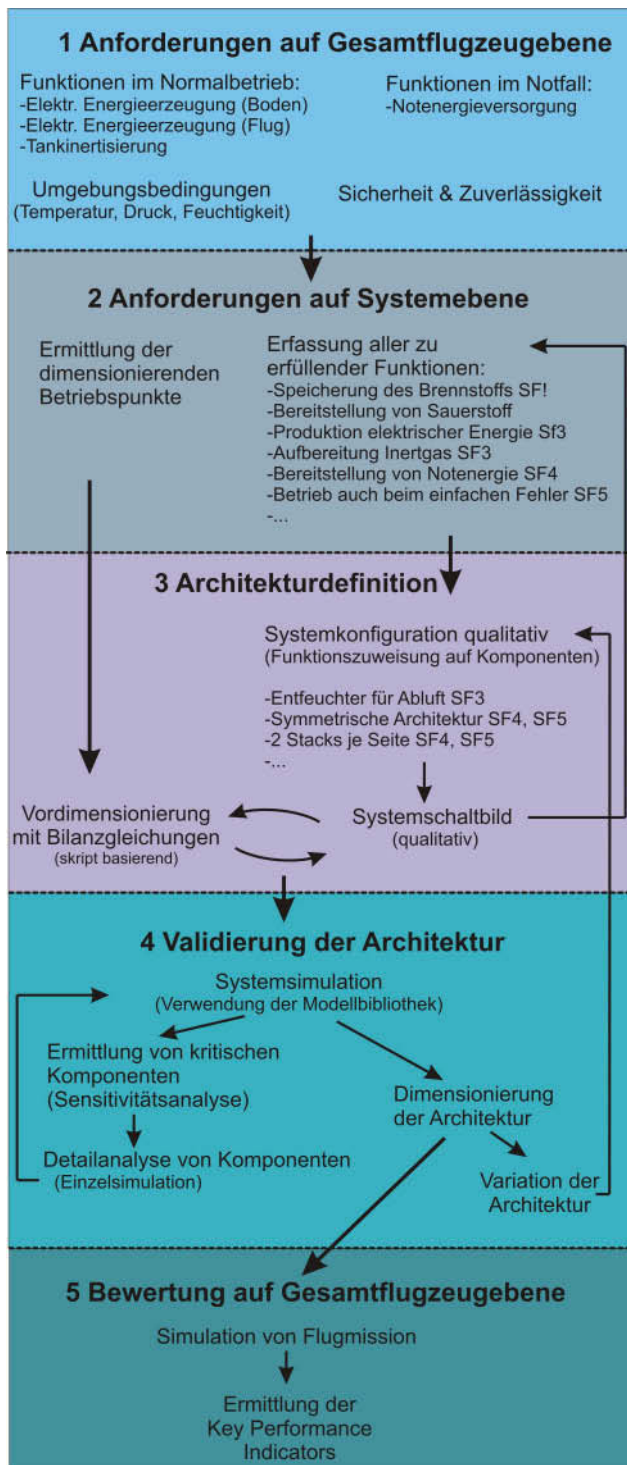 1 Anforderungen auf Gesamtflugzeugebene
Funktionen im Normalbetrieb:
-Elektr. Energieerzeugung (Boden)
-Elektr. Energieerzeugung (Flug)
-Tankinertisierung
Funktionen im Notfall:
-Notenergieversorgung
Umgebungsbedingungen
(Temperatur, Druck, Feuchtigkeit)
Sicherheit & Zuverlässigkeit
2 Anforderungen auf Systemebene
Ermittlung der
dimensionierenden
Betriebspunkte
Erfassung aller zu
erfüllender Funktionen:
-Speicherung des Brennstoffs SF!
-Bereitstellung von Sauerstoff
-Produktion elektrischer Energie Sf3
-Aufbereitung Inertgas SF3
-Bereitstellung von Notenergie SF4
-Betrieb auch beim einfachen Fehler SF5
-...
3 Architekturdefinition
Systemkonfiguration qualitativ
(Funktionszuweisung auf Komponenten)
-Entfeuchter für Abluft SF3
-Symmetrische Architektur SF4, SF5
-2 Stacks je Seite SF4, SF5
-...
Vordimensionierung
mit Bilanzgleichungen
(skript basierend)
Systemschaltbild
(qualitativ)
4 Validierung der Architektur
Systemsimulation
(Verwendung der Modellbibliothek)
Ermittlung von kritischen
Komponenten
(Sensitivitätsanalyse)
Detailanalyse von Komponenten
(Einzelsimulation)
Dimensionierung
der Architektur
Variation der
Architektur
5 Bewertung auf Gesamtflugzeugebene
Simulation von Flugmission
Ermittlung der
Key Performance
Indicators